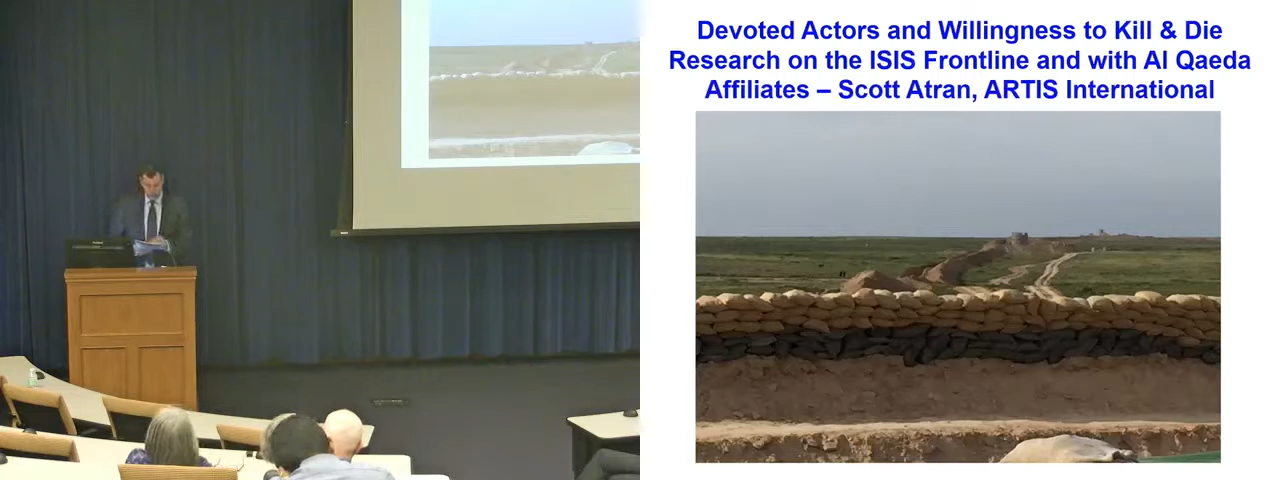 Devoted Actors and Willingness to Kill & Die
Research on the ISIS Frontline and with Al Qaeda
Affiliates – Scott Atran, ARTIS International